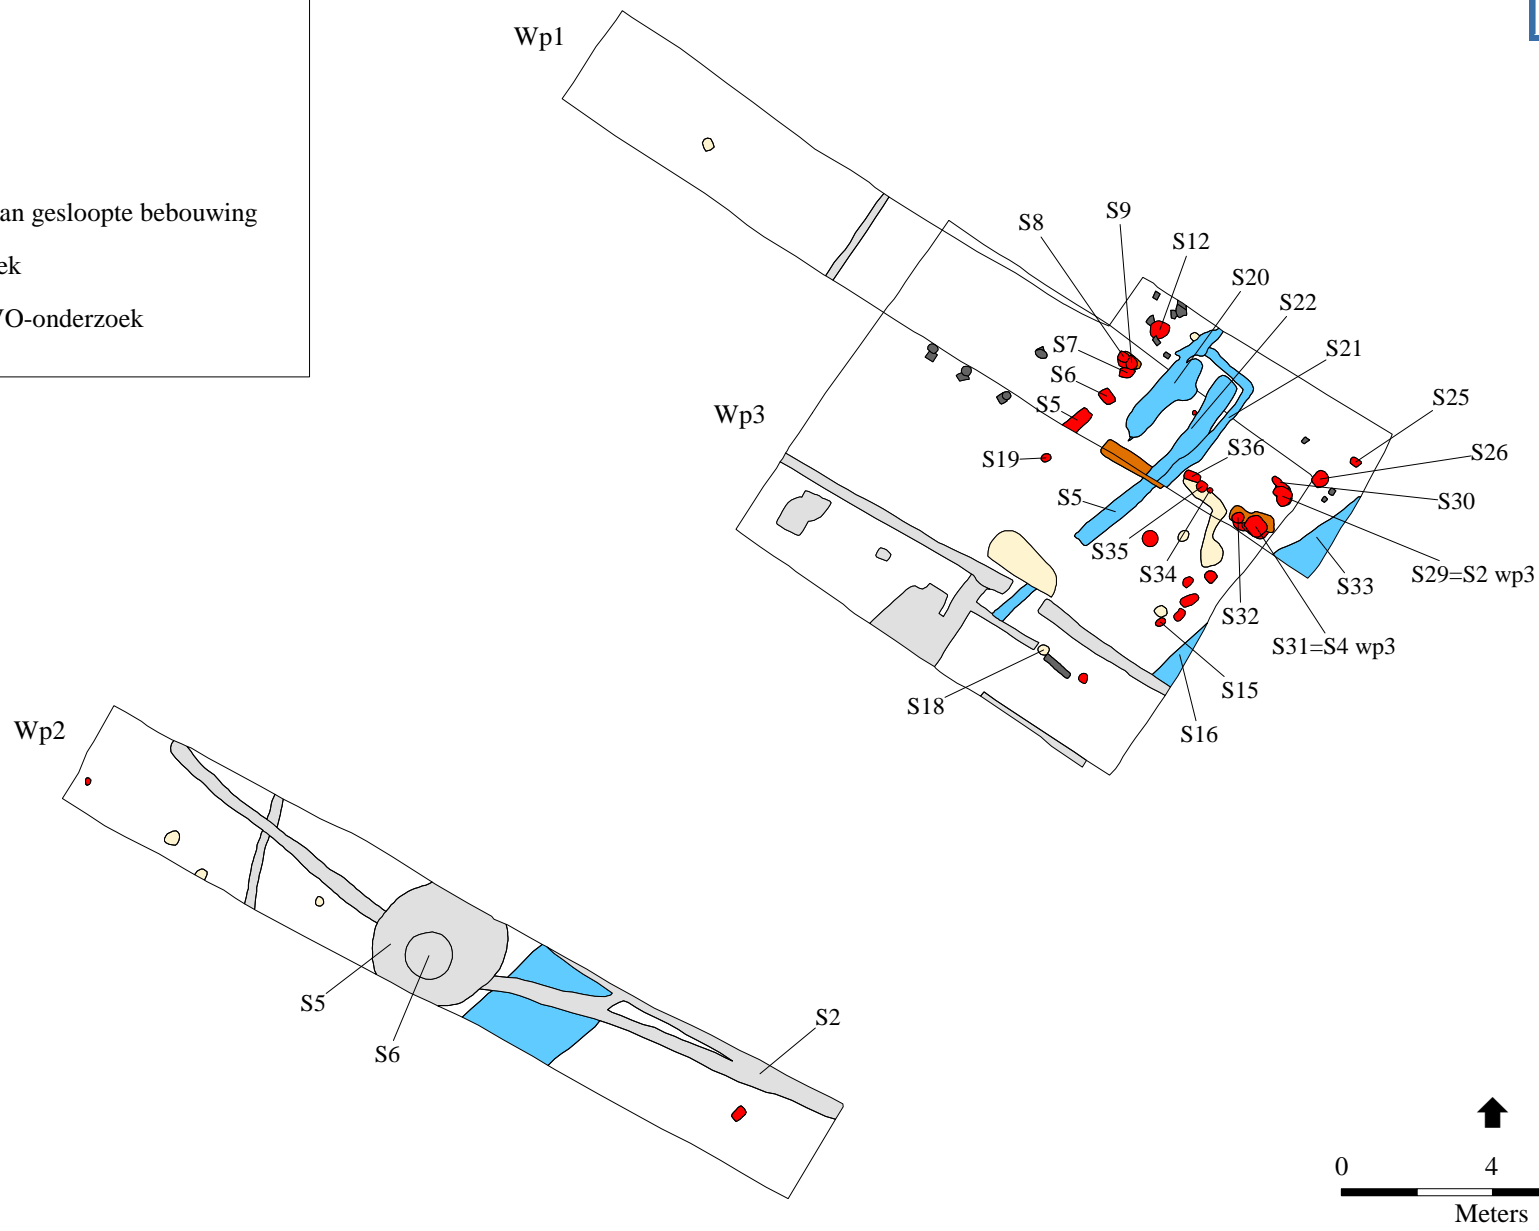 an gesloopte bebouwing
ek
VO-onderzoek
Wp1
S8
S9
S12
S20
S22
S7
S6
S5
S21
Wp3
S25
S19
S36
S26
S5
S30
S35
S34
S33
S29=S2 wp3
S32
S31=S4 wp3
S15
S18
S16
Wp2
S5
S6
S2
0
4
Meters